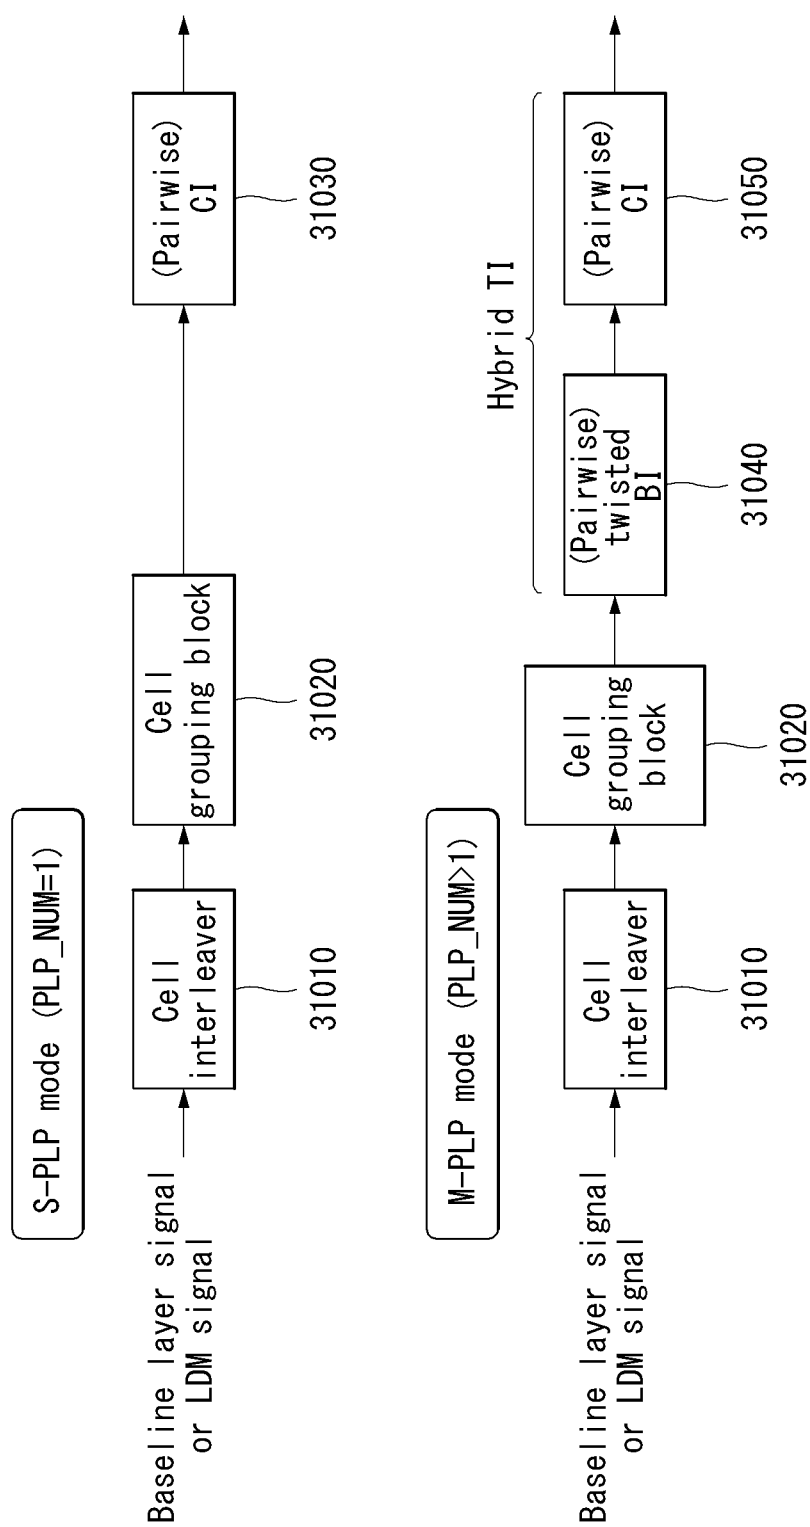 S-PLP mode (PLP_NUM=1)
Baseline layer signal
or LDM signal
Cell
interleaver
31010
Cell
grouping block
31020
(Pairwise)
CI
31030
M-PLP mode (PLP_NUM>1)
Baseline layer signal
or LDM signal
Cell
interleaver
31010
Cell
grouping
block
31020
Hybrid TI
(Pairwise)
twisted
BI
31040
(Pairwise)
CI
31050